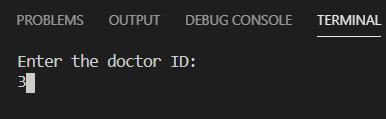 PROBLEMS OUTPUT DEBUG CONSOLE TERMINAL
Enter the doctor ID:
3